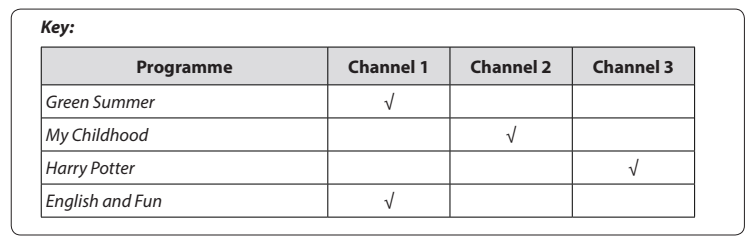 Key:
Programme Channel 1 Channel 2 Channel 3
Green Summer √
My Childhood √
Harry Potter √
English and Fun √